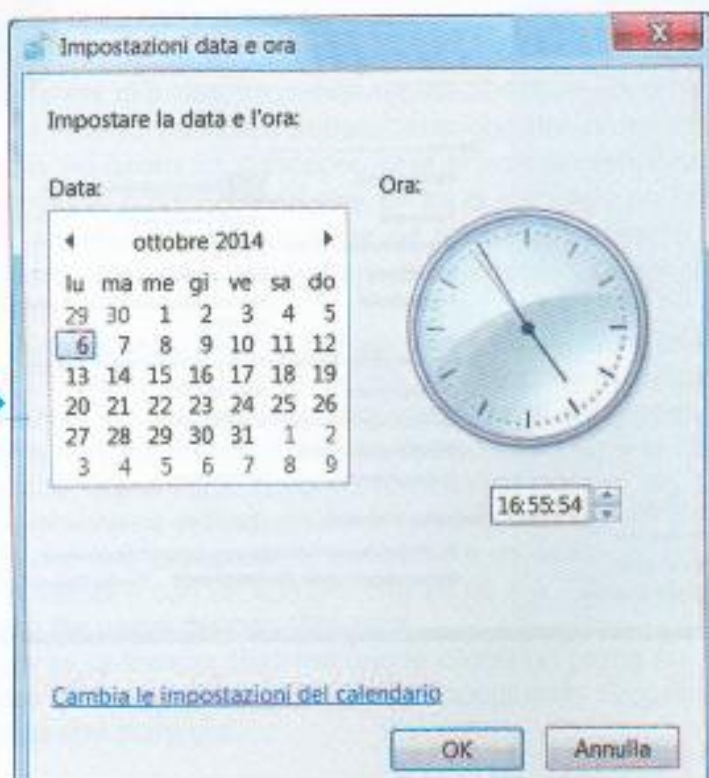 Impostazioni data e ora
Impostare la data e l'ora:
Data:
Ora:
ottobre 2014
lu ma me gi ve sa do
29 30 1 2 3 4 5
6 7 8 9 10 11 12
13 14 15 16 17 18 19
20 21 22 23 24 25 26
27 28 29 30 31 1 2
3 4 5 6 7 8 9
16:55:54
Cambia le impostazioni del calendario
OK
Annulla